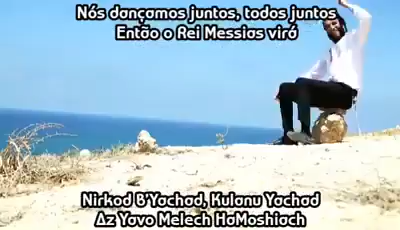 Nós dançamos juntos, todos juntos
Então o Rei Messias virá
Nirkod B'Yachad, Kulanu Yachad
Az Yavo Melech HaMoshiach